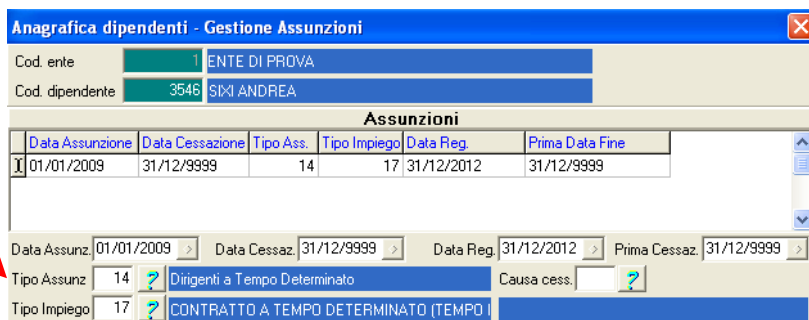 Anagrafica dipendenti - Gestione Assunzioni
Cod. ente 1 ENTE DI PROVA
Cod. dipendente 3546 SIXI ANDREA
Assunzioni
Data Assunzione Data Cessazione Tipo Ass. Tipo Impiego Data Reg. Prima Data Fine
01/01/2009 31/12/9999 14 17 31/12/2012 31/12/9999
Data Assunz. 01/01/2009 > Data Cessaz. 31/12/9999 > Data Reg. 31/12/2012 > Prima Cessaz. 31/12/9999 >
Tipo Assunz 14 ? Dirigenti a Tempo Determinato Causa cess. ?
Tipo Impiego 17 ? CONTRATTO A TEMPO DETERMINATO (TEMPO I